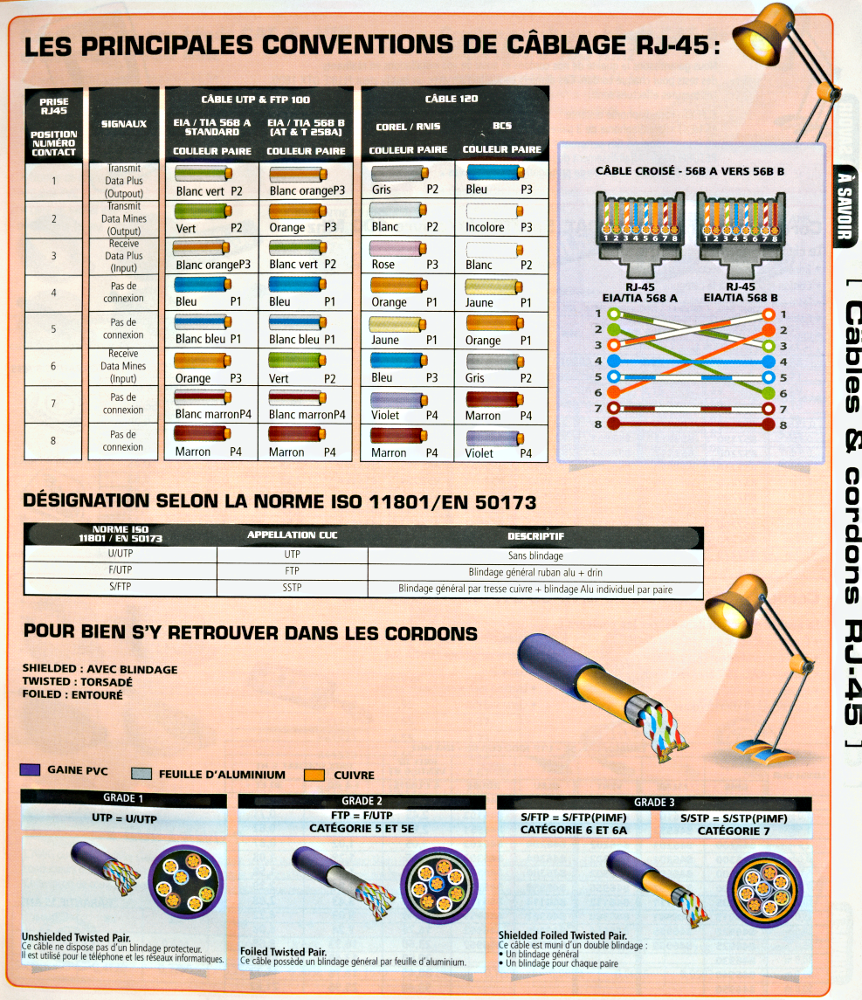 LES PRINCIPALES CONVENTIONS DE CÂBLAGE RJ-45 :
PRISE RJ45 POSITION NUMÉRO CONTACT
SIGNAUX
CÂBLE UTP & FTP 100
EIA / TIA 568 A STANDARD
EIA / TIA 568 B (AT & T 258A)
COULEUR PAIRE
COULEUR PAIRE
CÂBLE 120
COREL / RNIS
BCS
COULEUR PAIRE
COULEUR PAIRE
1 Transmit Data Plus (Outpout) Blanc vert P2 Blanc orangeP3 Gris P2 Bleu P3
2 Transmit Data Mines (Output) Vert P2 Orange P3 Blanc P2 Incolore P3
3 Receive Data Plus (Input) Blanc orangeP3 Blanc vert P2 Rose P3 Blanc P2
4 Pas de connexion Bleu P1 Bleu P1 Orange P1 Jaune P1
5 Pas de connexion Blanc bleu P1 Blanc bleu P1 Jaune P1 Orange P1
6 Receive Data Mines (Input) Orange P3 Vert P2 Bleu P3 Gris P2
7 Pas de connexion Blanc marronP4 Blanc marronP4 Violet P4 Marron P4
8 Pas de connexion Marron P4 Marron P4 Marron P4 Violet P4
CÂBLE CROISÉ - 56B A VERS 56B B
1 2 3 4 5 6 7 8
1 2 3 4 5 6 7 8
RJ-45 EIA/TIA 568 A
RJ-45 EIA/TIA 568 B
1 1
2 2
3 3
4 4
5 5
6 6
7 7
8 8
À SAVOIR
[ Câbles & cordons RJ-45 ]
DÉSIGNATION SELON LA NORME ISO 11801/EN 50173
NORME ISO 11801 / EN 50173 APPELLATION CUC DESCRIPTIF
U/UTP UTP Sans blindage
F/UTP FTP Blindage général ruban alu + drin
S/FTP SSTP Blindage général par tresse cuivre + blindage Alu individuel par paire
POUR BIEN S'Y RETROUVER DANS LES CORDONS
SHIELDED : AVEC BLINDAGE
TWISTED : TORSADÉ
FOILED : ENTOURÉ
GAINE PVC FEUILLE D'ALUMINIUM CUIVRE
GRADE 1
UTP = U/UTP
Unshielded Twisted Pair.
Ce câble ne dispose pas d'un blindage protecteur.
Il est utilisé pour le téléphone et les réseaux informatiques.
GRADE 2
FTP = F/UTP
CATÉGORIE 5 ET 5E
Foiled Twisted Pair.
Ce câble possède un blindage général par feuille d'aluminium.
GRADE 3
S/FTP = S/FTP(PIMF)
CATÉGORIE 6 ET 6A
S/STP = S/STP(PIMF)
CATÉGORIE 7
Shielded Foiled Twisted Pair.
Ce câble est muni d'un double blindage :
• Un blindage général
• Un blindage pour chaque paire